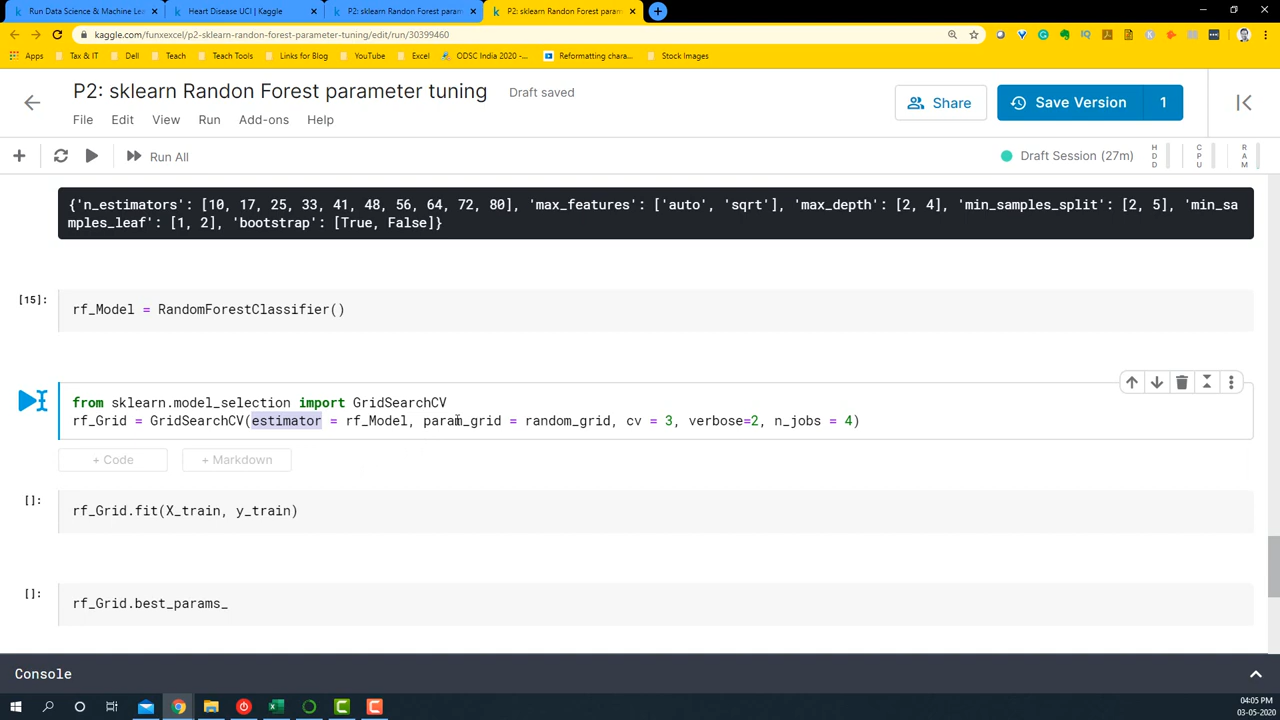 Run Data Science & Machine Le
Heart Disease UCI | Kaggle
P2: sklearn Randon Forest param
P2: sklearn Randon Forest param
kaggle.com/funxexcel/p2-sklearn-random-forest-parameter-tuning/edit/run/30399460
Apps
Tax & IT
Dell
Teach
Teach Tools
Links for Blog
YouTube
Excel
ODSC India 2020 -...
Reformatting chara...
Stock Images
P2: sklearn Randon Forest parameter tuning
Draft saved
Share
Save Version
1
File
Edit
View
Run
Add-ons
Help
Run All
Draft Session (27m)
HDD
CPU
RAM
{'n_estimators': [10, 17, 25, 33, 41, 48, 56, 64, 72, 80], 'max_features': ['auto', 'sqrt'], 'max_depth': [2, 4], 'min_samples_split': [2, 5], 'min_sa
mples_leaf': [1, 2], 'bootstrap': [True, False]}
[15]:
rf_Model = RandomForestClassifier()
from sklearn.model_selection import GridSearchCV
rf_Grid = GridSearchCV(estimator = rf_Model, param_grid = random_grid, cv = 3, verbose=2, n_jobs = 4)
+ Code
+ Markdown
[]:
rf_Grid.fit(X_train, y_train)
[]:
rf_Grid.best_params_
Console
04:05 PM
03-05-2020